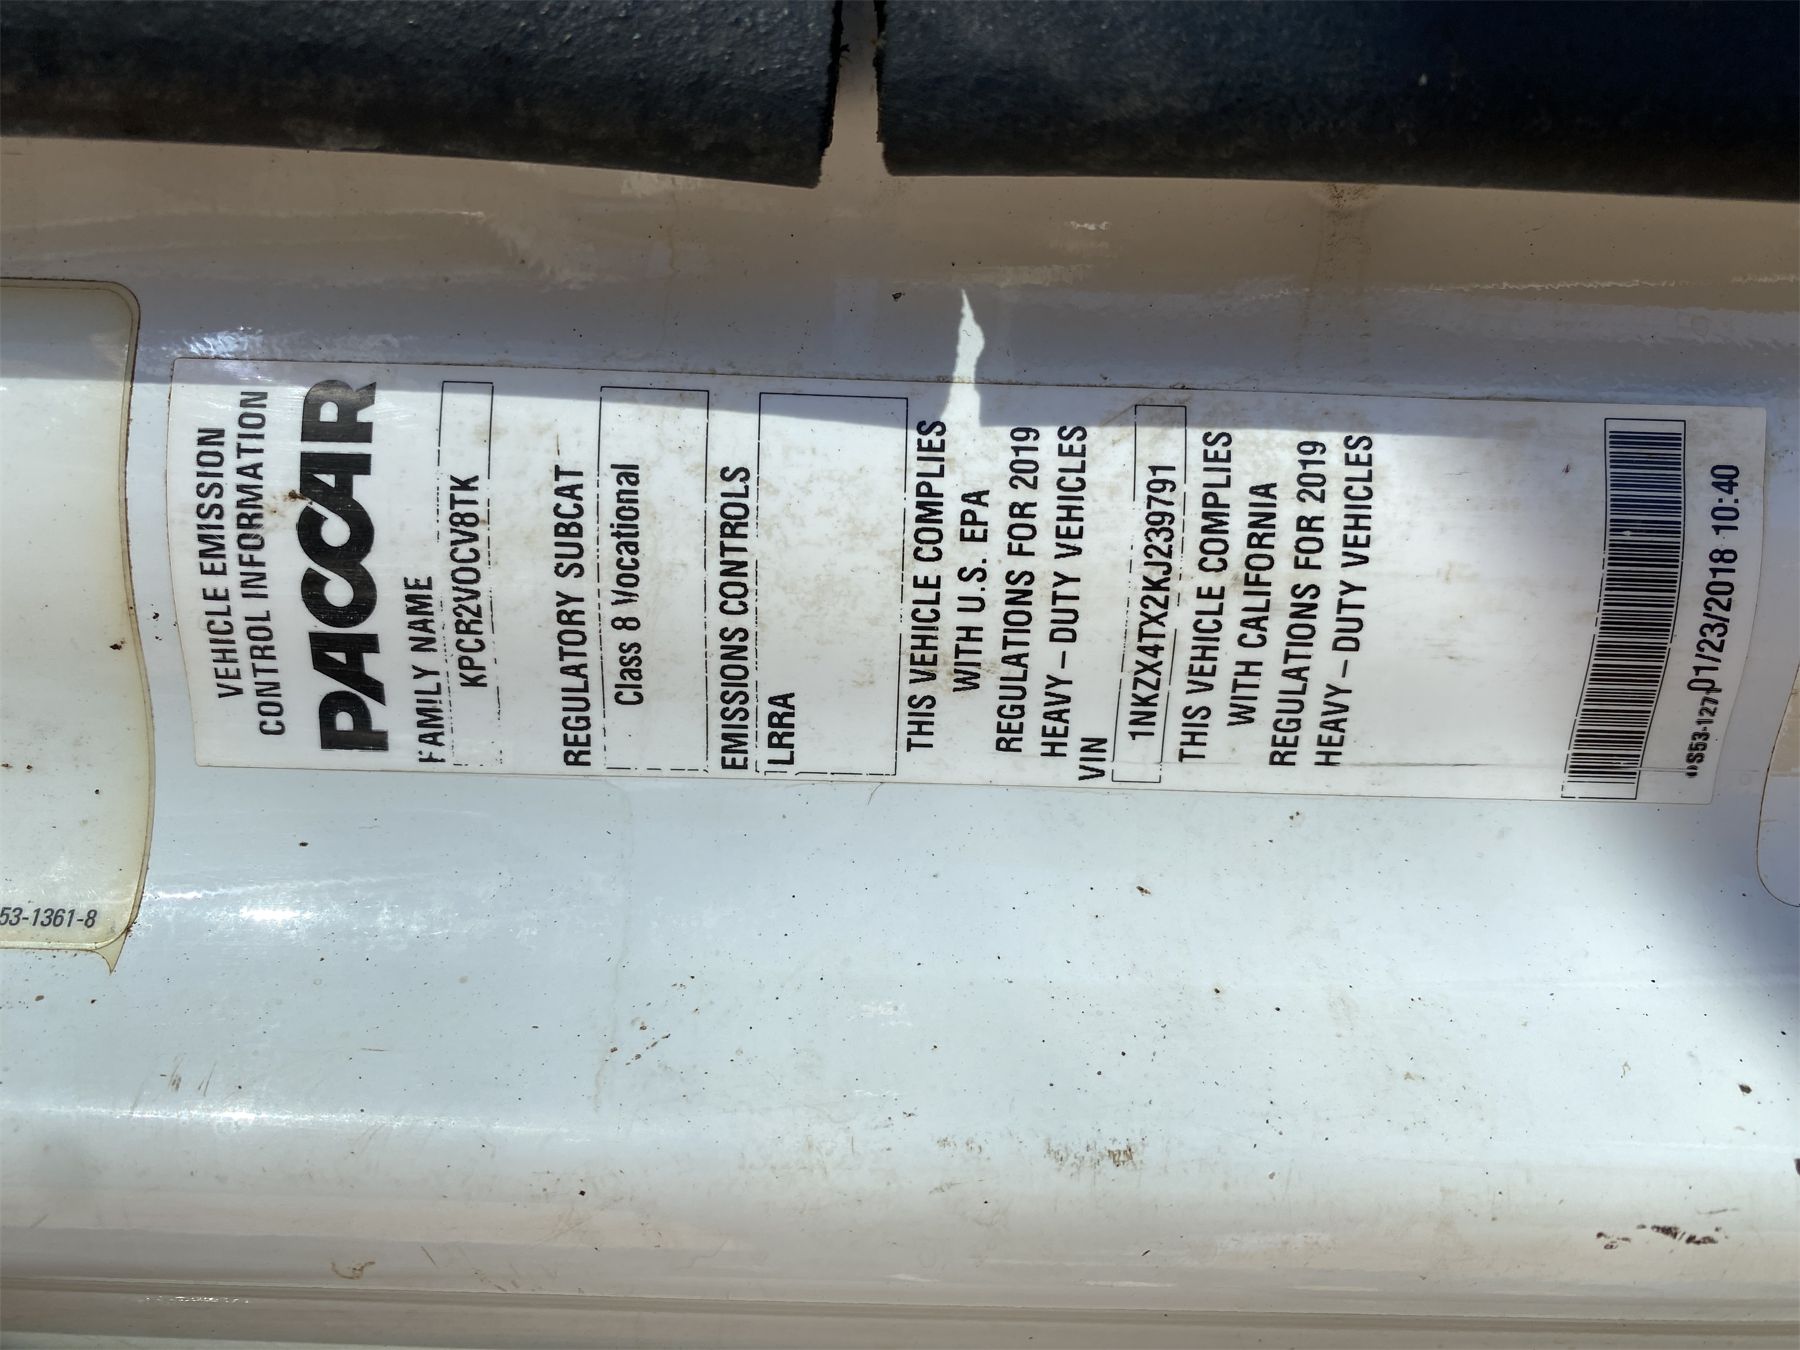 VEHICLE EMISSION
CONTROL INFORMATION
PACCAR
FAMILY NAME
KPCR2VOCV8TK
REGULATORY SUBCAT
Class 8 Vocational
EMISSIONS CONTROLS
LRRA
THIS VEHICLE COMPLIES
WITH U.S. EPA
REGULATIONS FOR 2019
HEAVY-DUTY VEHICLES
VIN
1NKZX4TX2KJ239791
THIS VEHICLE COMPLIES
WITH CALIFORNIA
REGULATIONS FOR 2019
HEAVY-DUTY VEHICLES
S53-1271
01/23/2018 10:40
53-1361-8